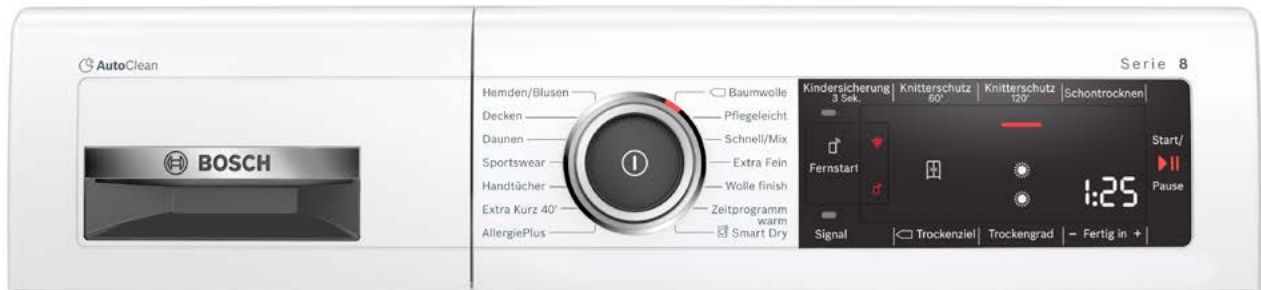 AutoClean
Serie 8
BOSCH
Hemden/Blusen
Decken
Daunen
Sportswear
Handtücher
Extra Kurz 40'
AllergiePlus
Baumwolle
Pflegeleicht
Schnell/Mix
Extra Fein
Wolle finish
Zeitprogramm
warm
Smart Dry
Kindersicherung
3 Sek.
Knitterschutz
60'
Knitterschutz
120'
Schontrocknen
Fernstart
1:25
Start/
Pause
Signal
Trockenziel
Trockengrad
− Fertig in +